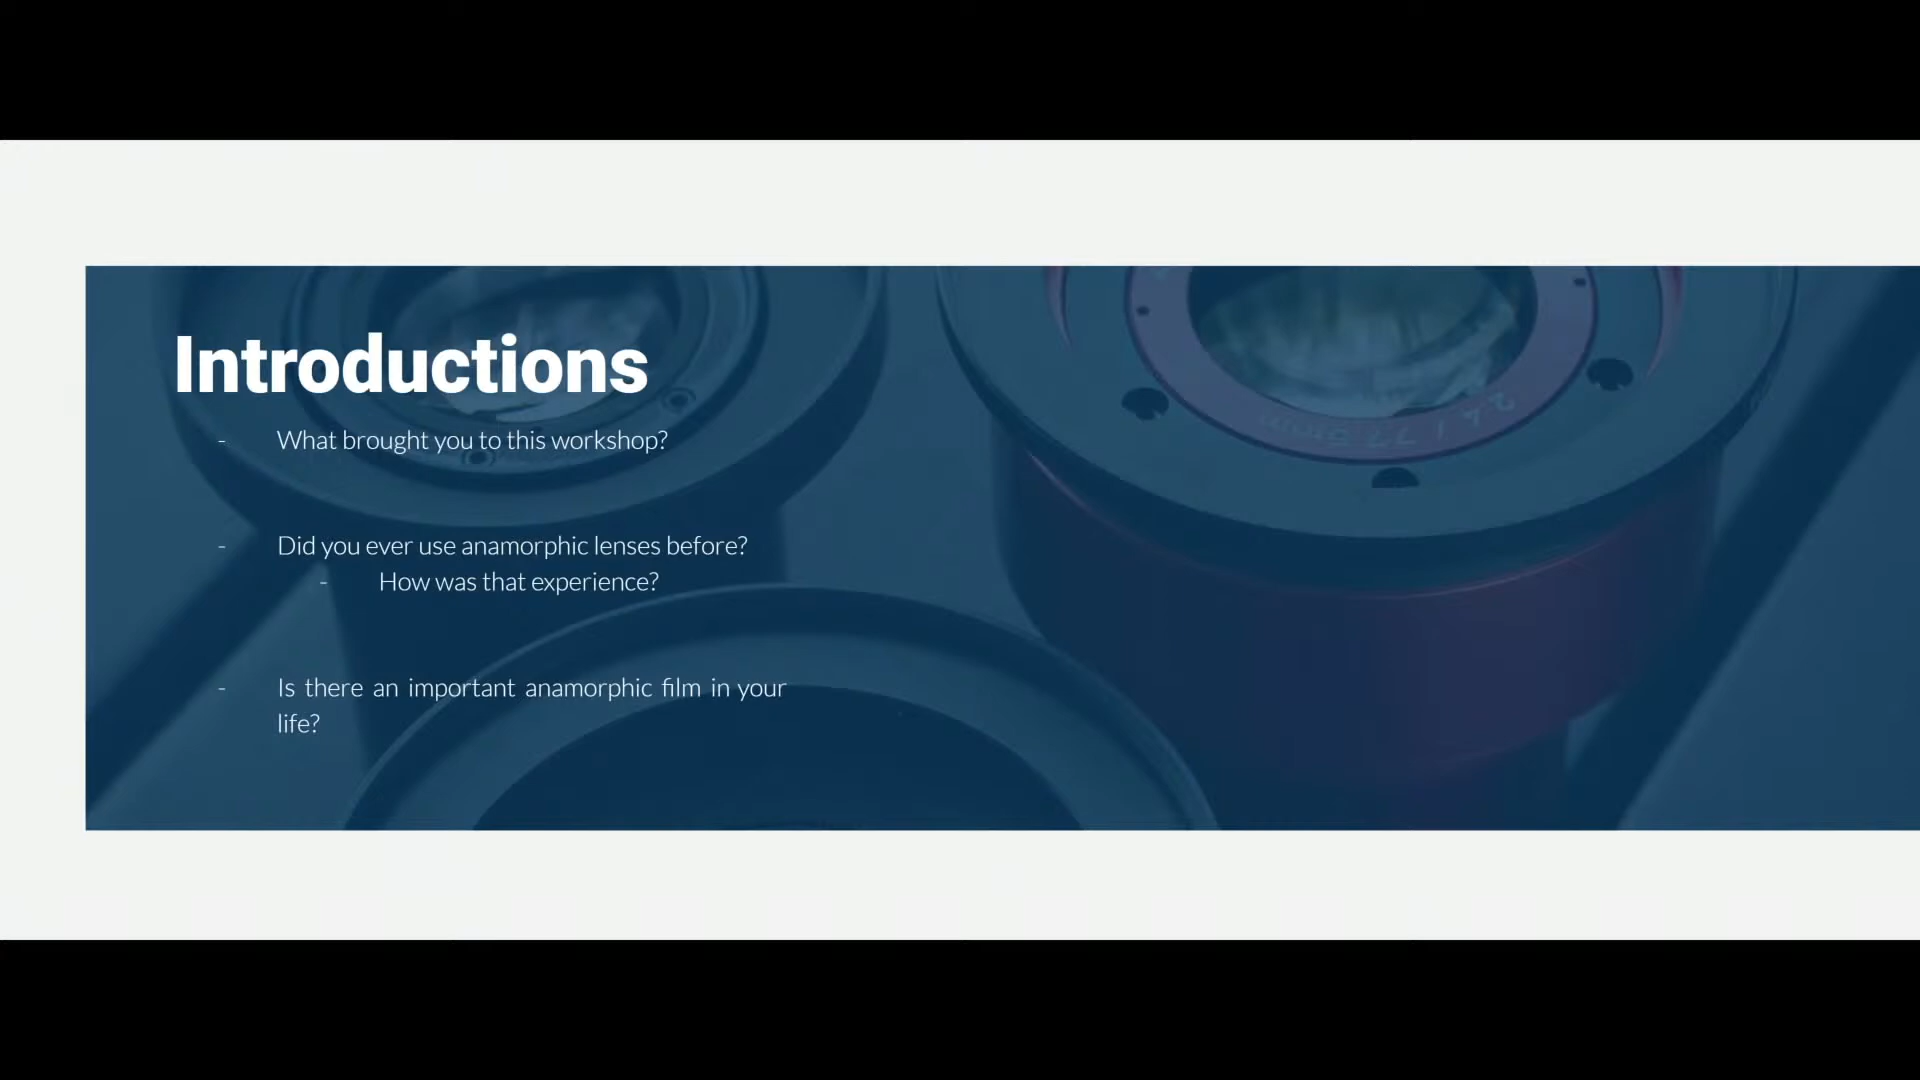 Introductions
- What brought you to this workshop?
- Did you ever use anamorphic lenses before?
- How was that experience?
- Is there an important anamorphic film in your
life?